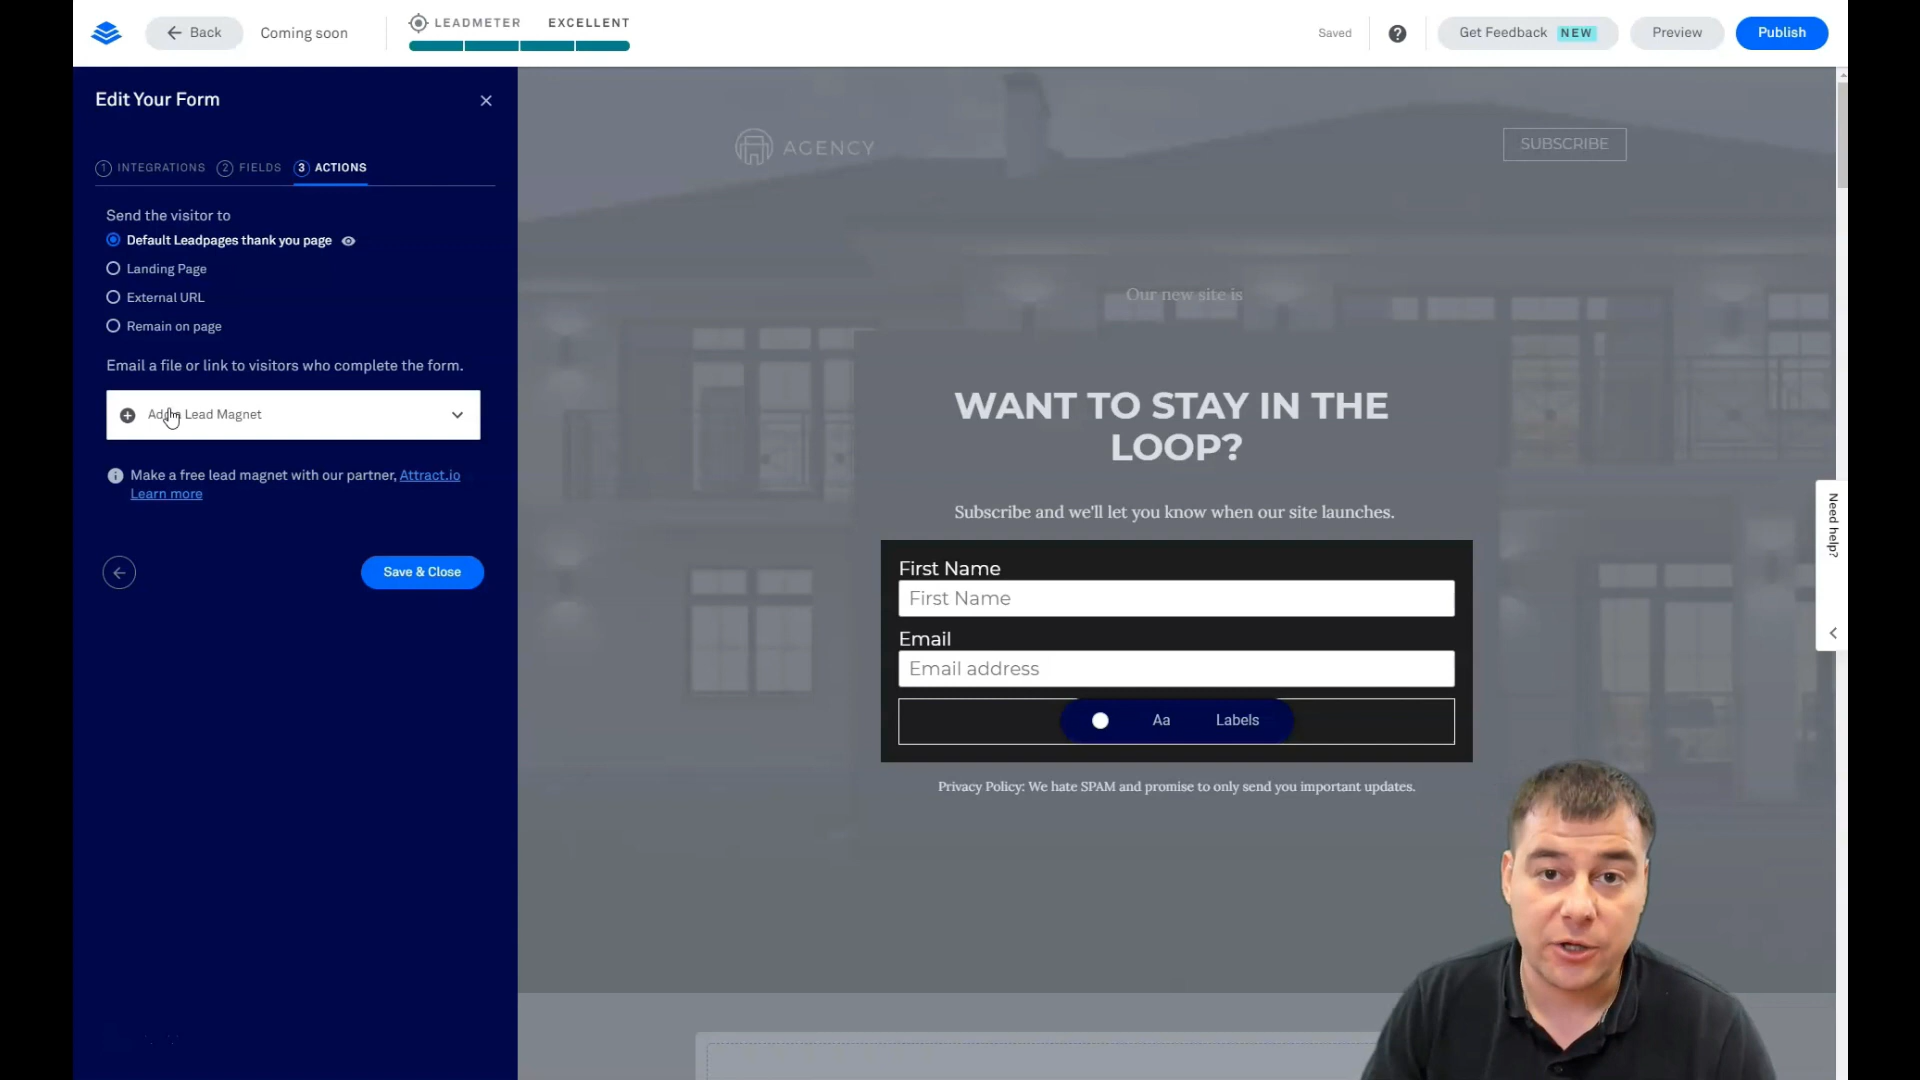 Back
Coming soon
LEADMETER EXCELLENT
Saved
?
Get Feedback NEW
Preview
Publish
Edit Your Form
1 INTEGRATIONS 2 FIELDS 3 ACTIONS
Send the visitor to
Default Leadpages thank you page
Landing Page
External URL
Remain on page
Email a file or link to visitors who complete the form.
Lead Magnet
Make a free lead magnet with our partner, Attract.io
Learn more
Save & Close
AGENCY
SUBSCRIBE
Our new site is
WANT TO STAY IN THE
LOOP?
Subscribe and we'll let you know when our site launches.
First Name
First Name
Email
Email address
Aa Labels
Privacy Policy: We hate SPAM and promise to only send you important updates.
Need help?